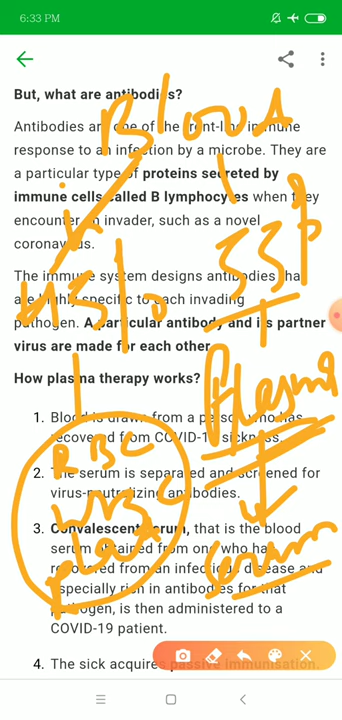 6:33 PM
But, what are antibodies?
Blood
Antibodies are one of the front-line immune
response to an infection by a microbe. They are
a particular type of proteins secreted by
immune cells called B lymphocytes when they
encounter an invader, such as a novel
coronavirus.
45%
55%
The immune system designs antibodies that
are highly specific to each invading
pathogen. A particular antibody and its partner
virus are made for each other.
How plasma therapy works?
Plasma
1. Blood is drawn from a person who has
recovered from COVID-19 sickness.
RBC
2. The serum is separated and screened for
virus-neutralizing antibodies.
WBC
3. Convalescent serum, that is the blood
serum obtained from one who has
recovered from an infectious disease and
especially rich in antibodies for that
pathogen, is then administered to a
COVID-19 patient.
4. The sick acquires passive immunisation.